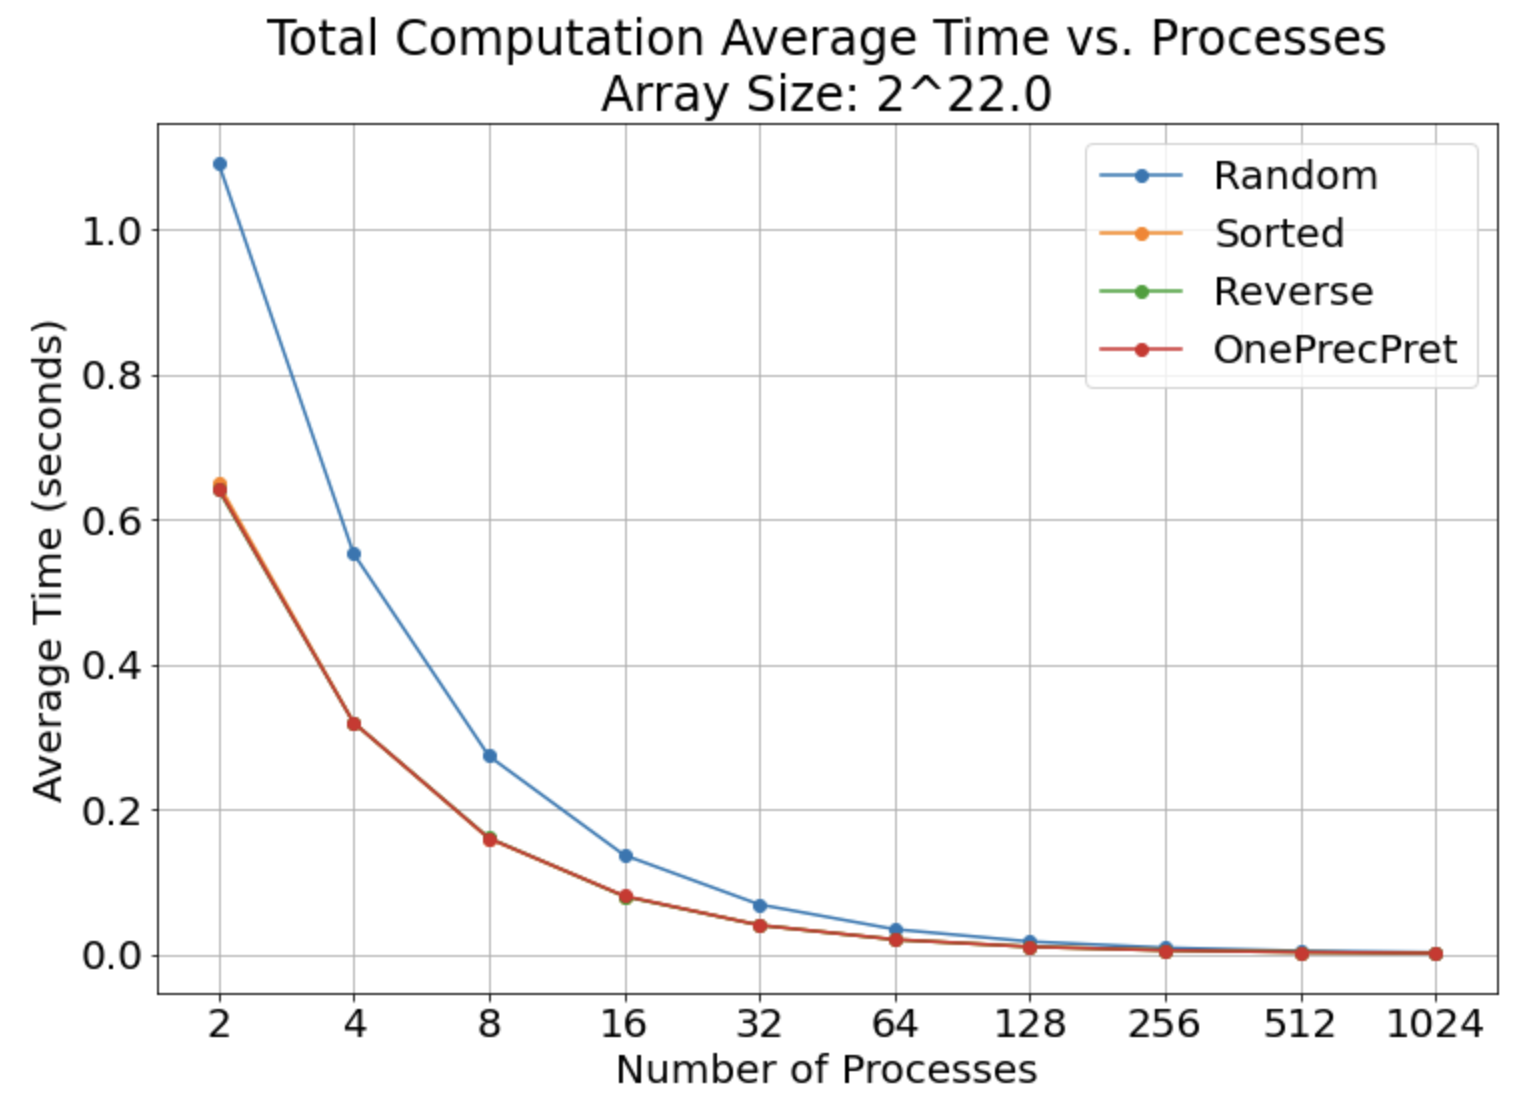 Total Computation Average Time vs. Processes
Array Size: 2^22.0
Random
Sorted
Reverse
OnePrecPret
Average Time (seconds)
1.0
0.8
0.6
0.4
0.2
0.0
2 4 8 16 32 64 128 256 512 1024
Number of Processes